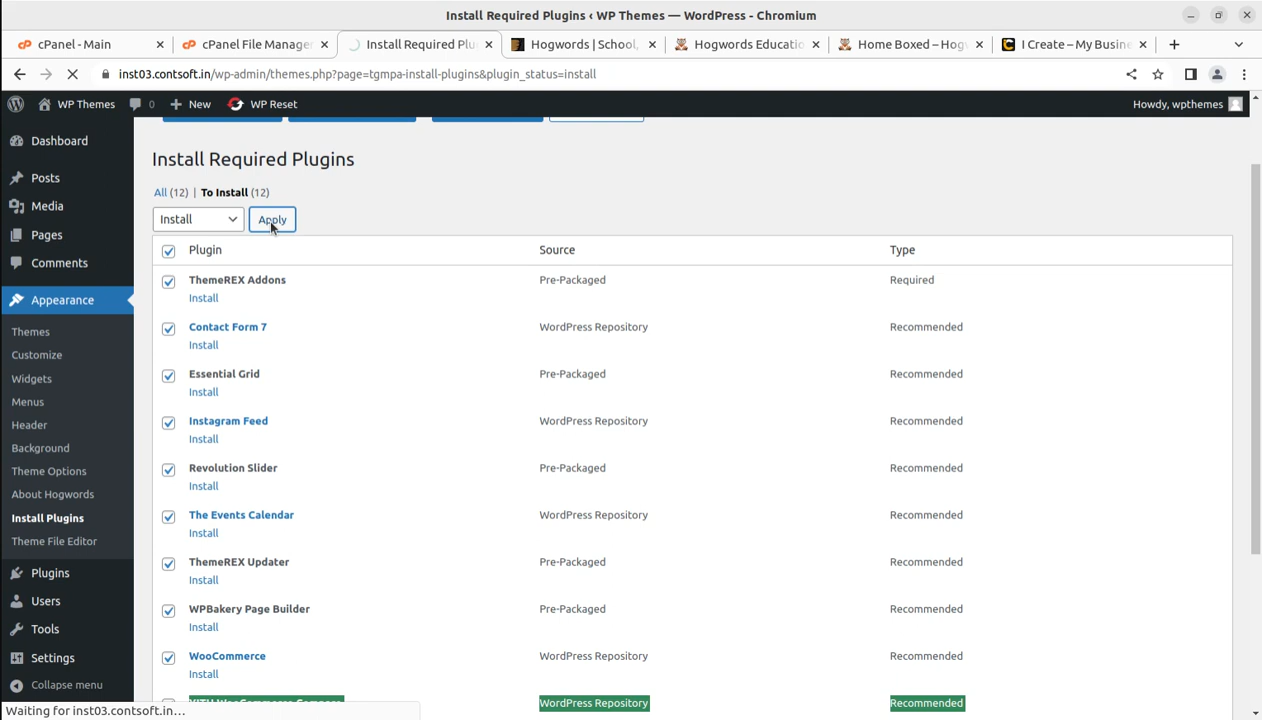 Install Required Plugins ‹ WP Themes — WordPress - Chromium
cPanel - Main
cPanel File Manager
Install Required Plu
Hogwords | School,
Hogwords Educatio
Home Boxed – Hog
I Create – My Busin
inst03.contsoft.in/wp-admin/themes.php?page=tgmpa-install-plugins&plugin_status=install
WP Themes
0
New
WP Reset
Howdy, wpthemes
Dashboard
Posts
Media
Pages
Comments
Appearance
Themes
Customize
Widgets
Menus
Header
Background
Theme Options
About Hogwords
Install Plugins
Theme File Editor
Plugins
Users
Tools
Settings
Collapse menu
Install Required Plugins
All (12) | To Install (12)
Install
Apply
Plugin Source Type
ThemeREX Addons Pre-Packaged Required
Install
Contact Form 7 WordPress Repository Recommended
Install
Essential Grid Pre-Packaged Recommended
Install
Instagram Feed WordPress Repository Recommended
Install
Revolution Slider Pre-Packaged Recommended
Install
The Events Calendar WordPress Repository Recommended
Install
ThemeREX Updater Pre-Packaged Recommended
Install
WPBakery Page Builder Pre-Packaged Recommended
Install
WooCommerce WordPress Repository Recommended
Install
WordPress Repository Recommended
Waiting for inst03.contsoft.in...